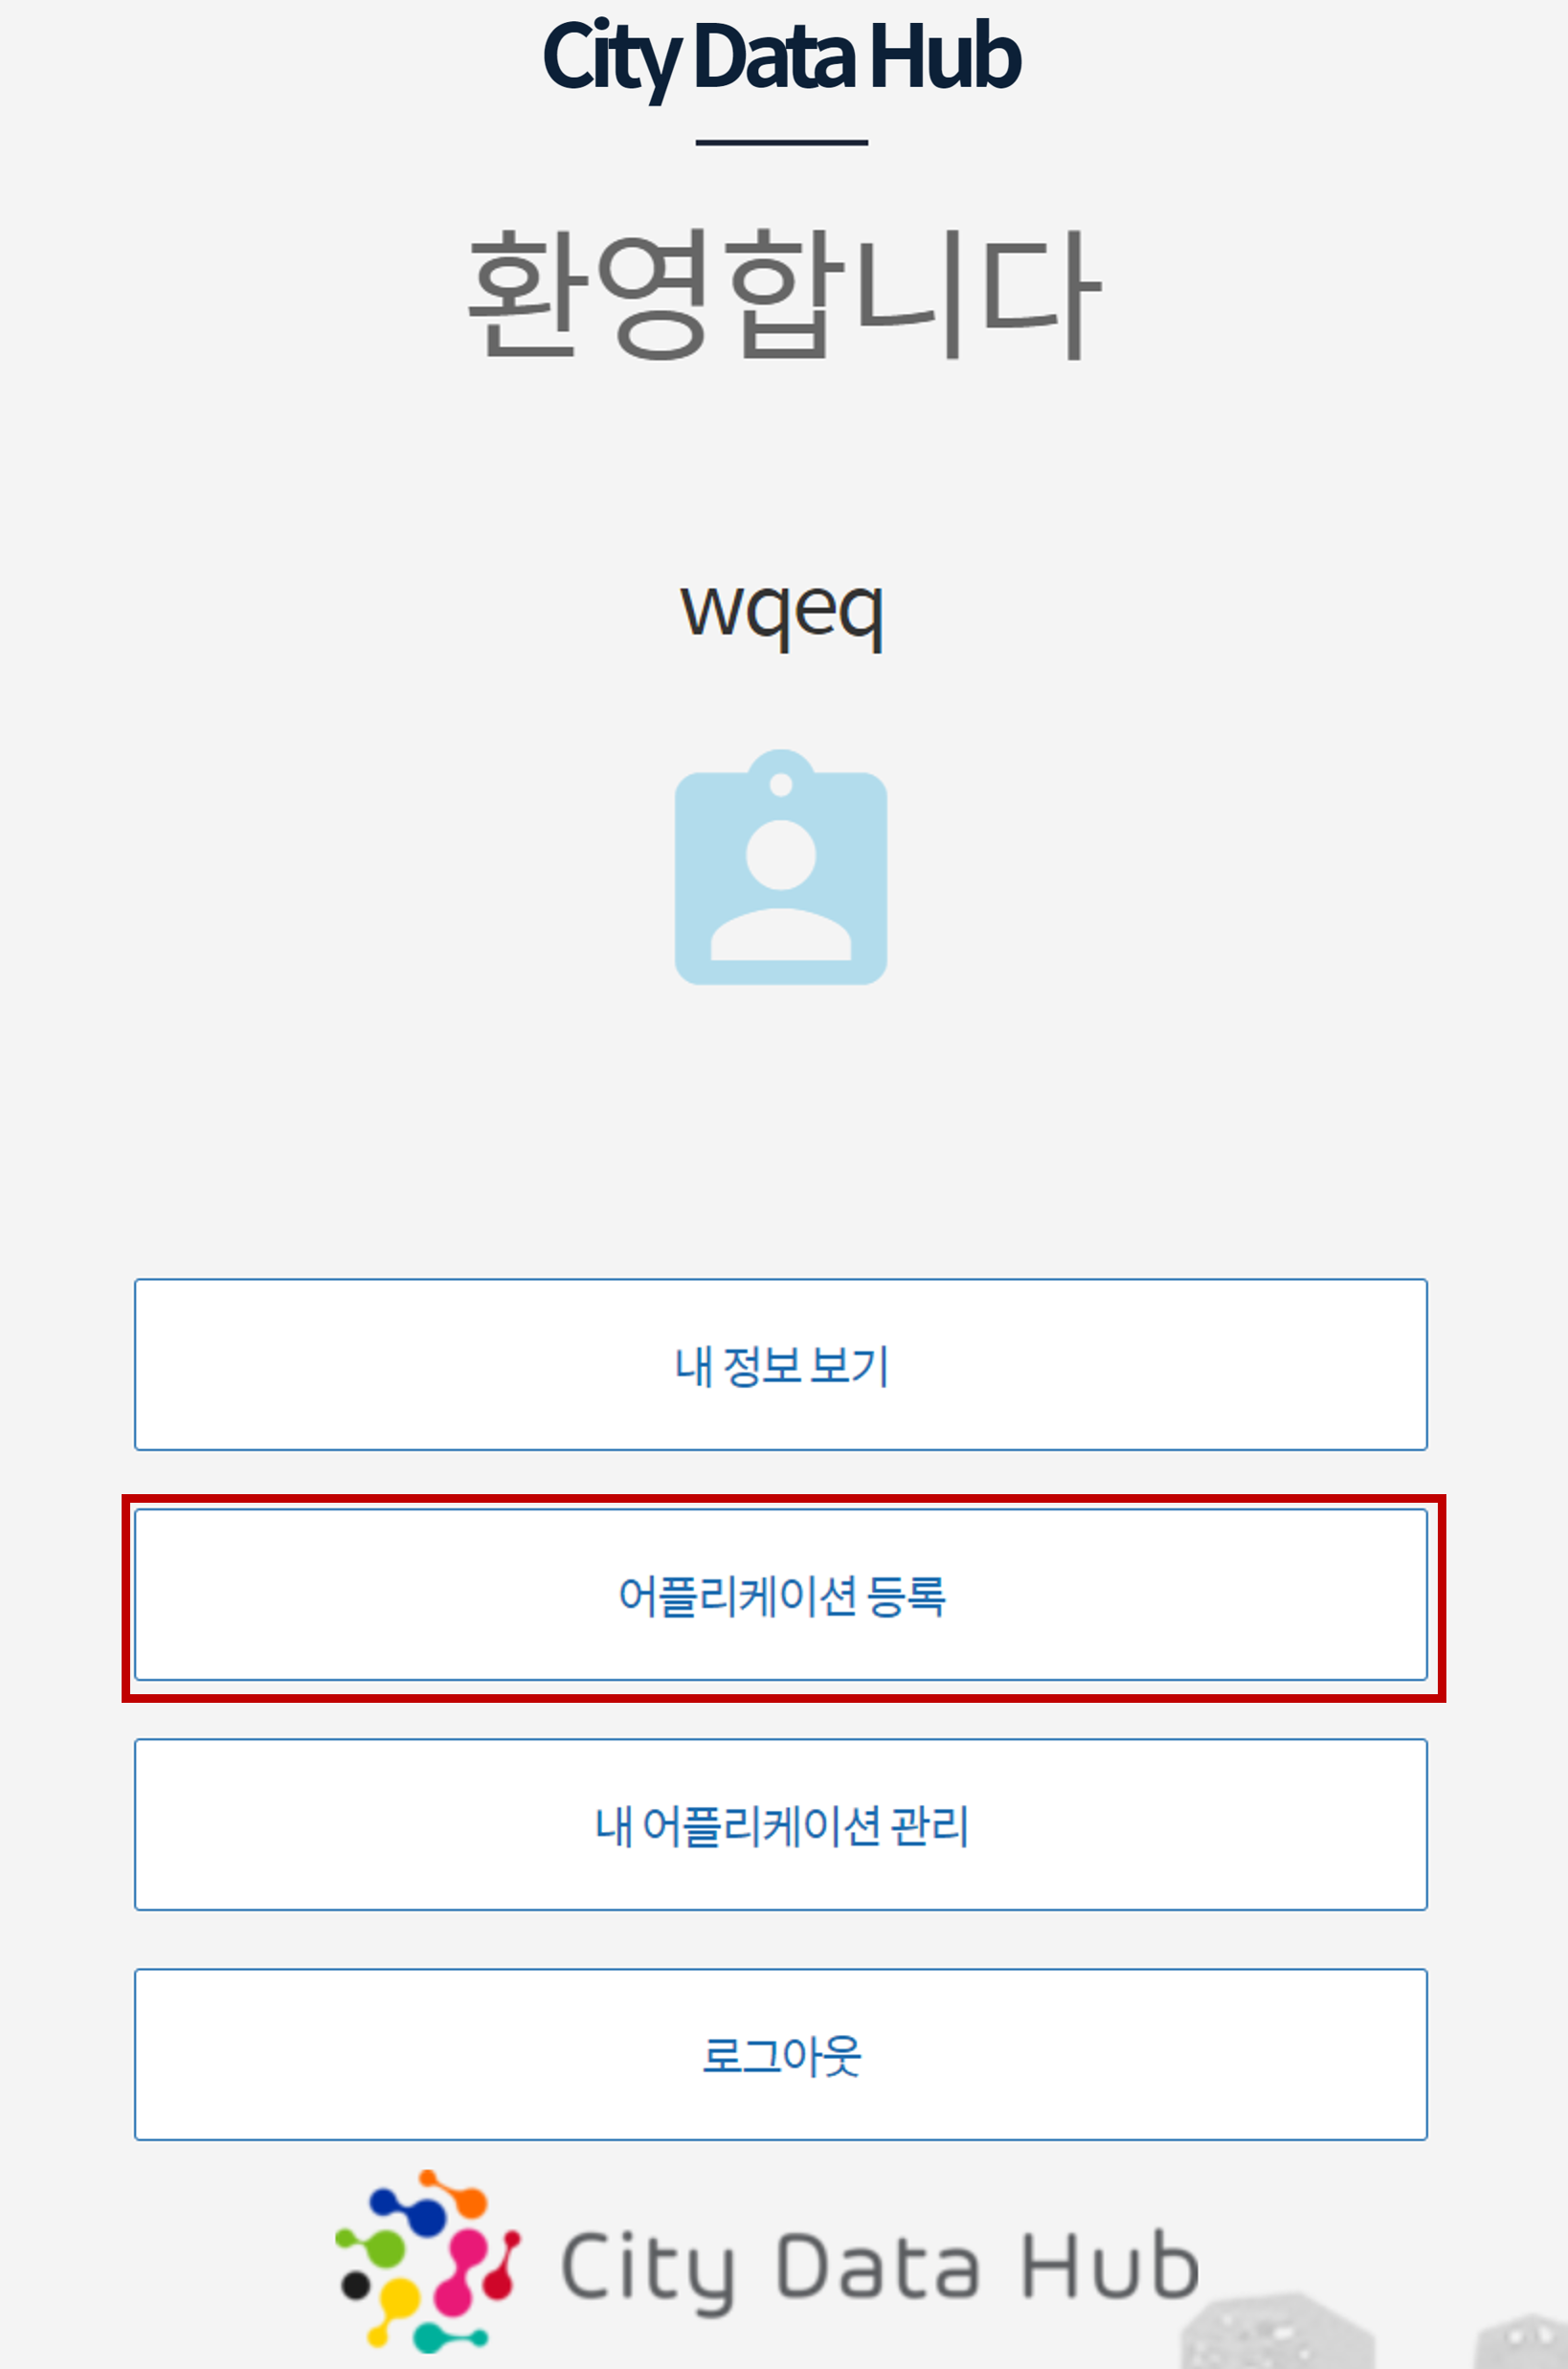 City Data Hub
환영합니다
wqeq
내 정보 보기
어플리케이션 등록
내 어플리케이션 관리
로그아웃
City Data Hub